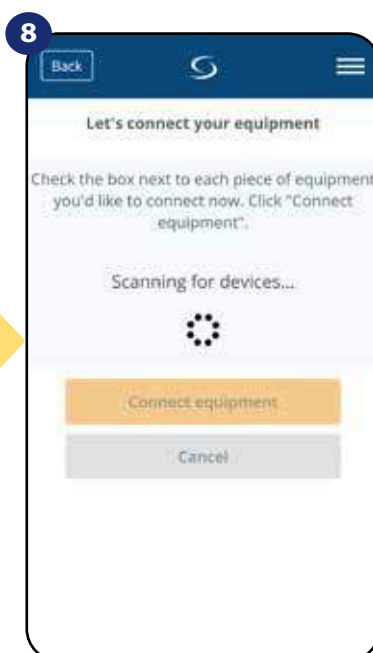 8
Back
Let's connect your equipment
Check the box next to each piece of equipment
you'd like to connect now. Click "Connect
equipment".
Scanning for devices...
Connect equipment
Cancel